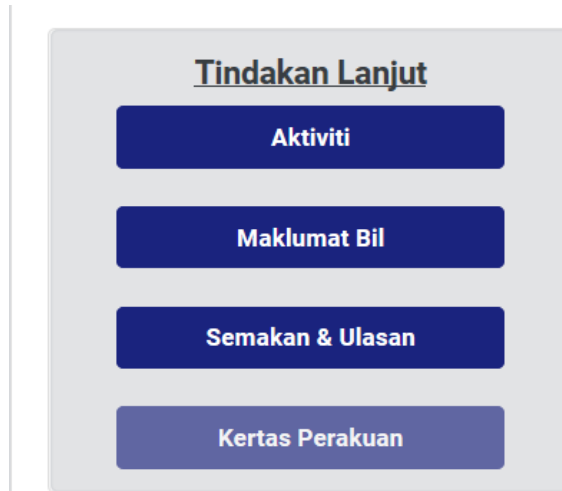 Tindakan Lanjut
Aktiviti
Maklumat Bil
Semakan & Ulasan
Kertas Perakuan